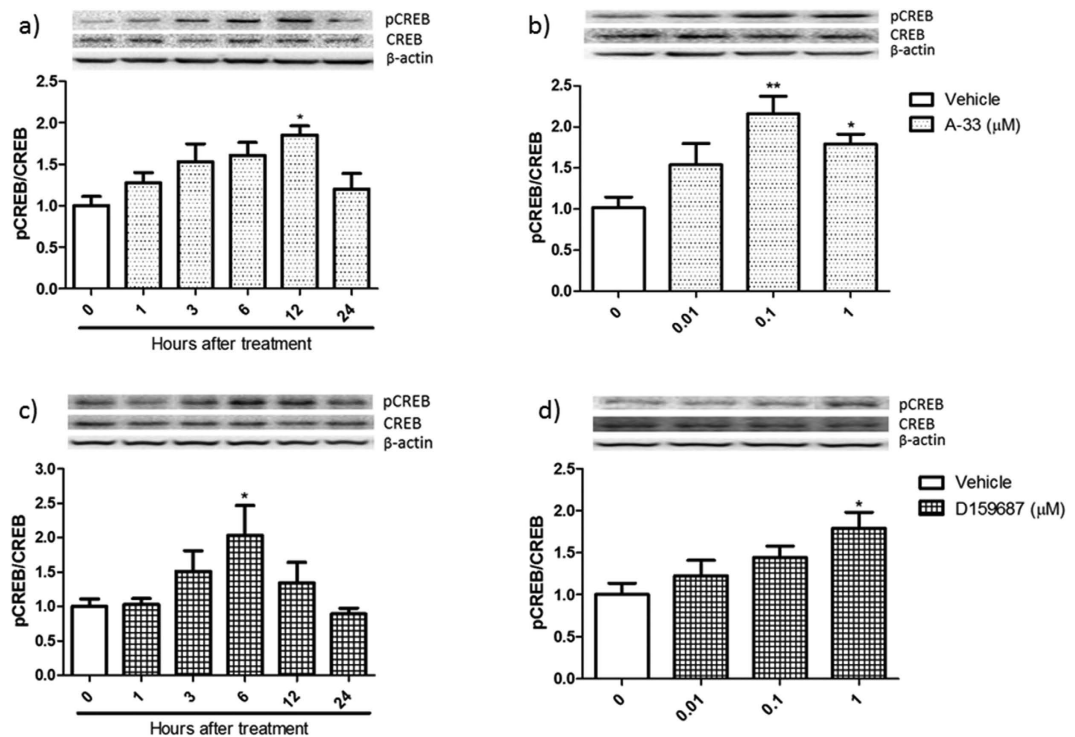 a)
pCREB
CREB
β-actin
2.5
2.0
1.5
1.0
0.5
0.0
pCREB/CREB
*
0 1 3 6 12 24
Hours after treatment
b)
pCREB
CREB
β-actin
2.5
2.0
1.5
1.0
0.5
0.0
pCREB/CREB
** *
0 0.01 0.1 1
Vehicle
A-33 (μM)
c)
pCREB
CREB
β-actin
3.0
2.5
2.0
1.5
1.0
0.5
0.0
pCREB/CREB
*
0 1 3 6 12 24
Hours after treatment
d)
pCREB
CREB
β-actin
2.5
2.0
1.5
1.0
0.5
0.0
pCREB/CREB
*
0 0.01 0.1 1
Vehicle
D159687 (μM)